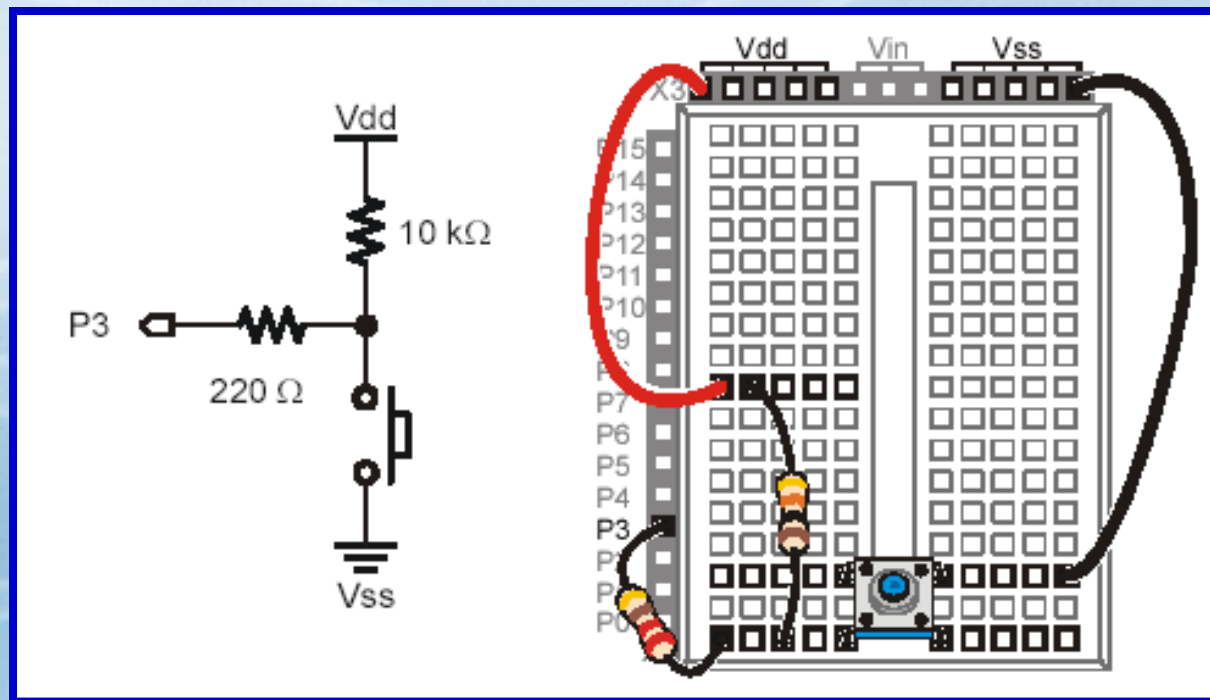 Vdd
10 kΩ
P3
220 Ω
Vss
Vdd Vin Vss
X3
P15
P14
P13
P12
P11
P10
P9
P7
P6
P5
P4
P3
P0